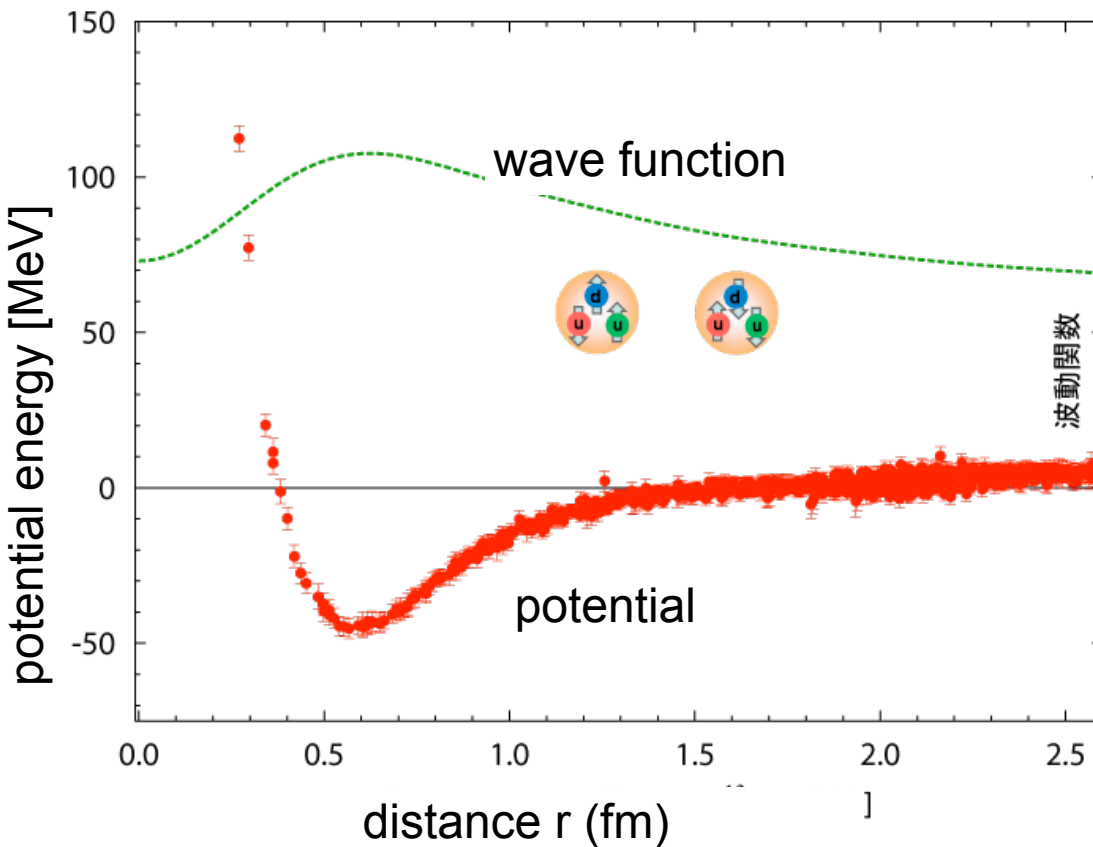 potential energy [MeV]
150
100
50
0
-50
wave function
d
u
u
d
u
u
波動関数
potential
0.0
0.5
1.0
1.5
2.0
2.5
]
distance r (fm)